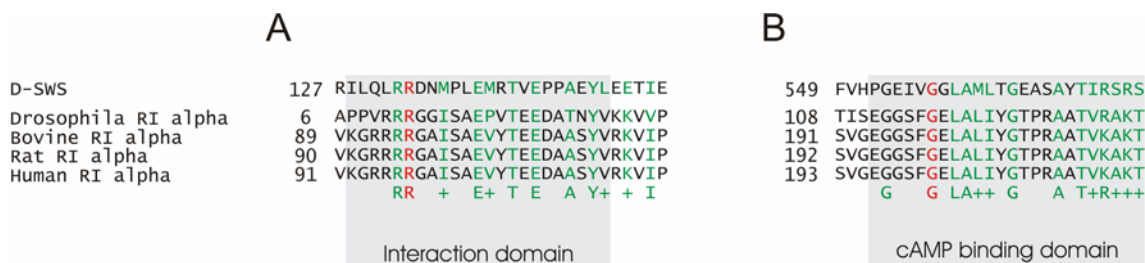 A B
D-SWS 127 RILQLRRDNMPLEMRTVEPPAEYLEETIE 549 FVHPGEIVGGLAMLTGEASAYTIRSRS
Drosophila RI alpha 6 APPVRRRGGISAEPVTEEDATNYVKKVVP 108 TISEGGSFGELALIYGTPRAATVRAKT
Bovine RI alpha 89 VKGRRRRGAISAEVYTEEDAASYVRKVIP 191 SVGEGGSFGELALIYGTPRAATVKAKT
Rat RI alpha 90 VKGRRRRGAISAEVYTEEDAASYVRKVIP 192 SVGEGGSFGELALIYGTPRAATVKAKT
Human RI alpha 91 VKGRRRRGAISAEVYTEEDAASYVRKVIP 193 SVGEGGSFGELALIYGTPRAATVKAKT
RR + E+ T E A Y+ + I G G LA++ G A T+R+++
Interaction domain cAMP binding domain